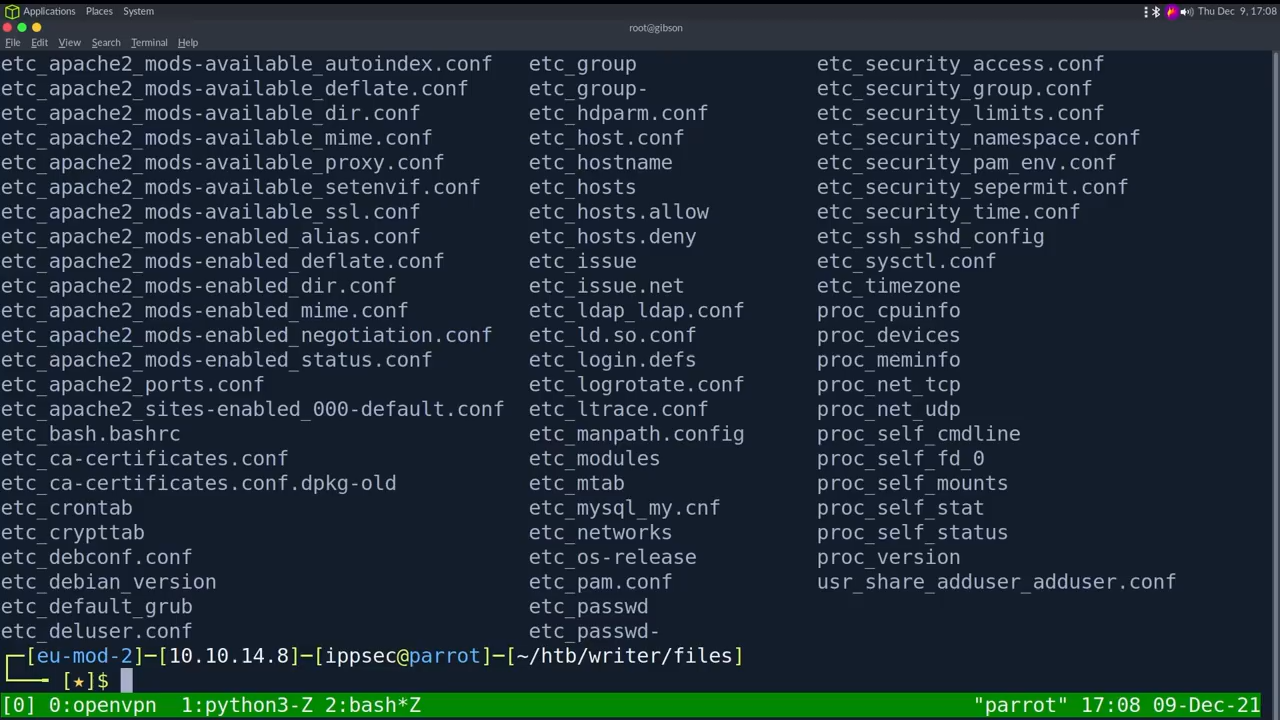 Applications Places System Thu Dec 9, 17:08
root@gibson
File Edit View Search Terminal Help
etc_apache2_mods-available_autoindex.conf etc_group etc_security_access.conf
etc_apache2_mods-available_deflate.conf etc_group- etc_security_group.conf
etc_apache2_mods-available_dir.conf etc_hdparm.conf etc_security_limits.conf
etc_apache2_mods-available_mime.conf etc_host.conf etc_security_namespace.conf
etc_apache2_mods-available_proxy.conf etc_hostname etc_security_pam_env.conf
etc_apache2_mods-available_setenvif.conf etc_hosts etc_security_sepermit.conf
etc_apache2_mods-available_ssl.conf etc_hosts.allow etc_security_time.conf
etc_apache2_mods-enabled_alias.conf etc_hosts.deny etc_ssh_sshd_config
etc_apache2_mods-enabled_deflate.conf etc_issue etc_sysctl.conf
etc_apache2_mods-enabled_dir.conf etc_issue.net etc_timezone
etc_apache2_mods-enabled_mime.conf etc_ldap_ldap.conf proc_cpuinfo
etc_apache2_mods-enabled_negotiation.conf etc_ld.so.conf proc_devices
etc_apache2_mods-enabled_status.conf etc_login.defs proc_meminfo
etc_apache2_ports.conf etc_logrotate.conf proc_net_tcp
etc_apache2_sites-enabled_000-default.conf etc_ltrace.conf proc_net_udp
etc_bash.bashrc etc_manpath.config proc_self_cmdline
etc_ca-certificates.conf etc_modules proc_self_fd_0
etc_ca-certificates.conf.dpkg-old etc_mtab proc_self_mounts
etc_crontab etc_mysql_my.cnf proc_self_stat
etc_crypttab etc_networks proc_self_status
etc_debconf.conf etc_os-release proc_version
etc_debian_version etc_pam.conf usr_share_adduser_adduser.conf
etc_default_grub etc_passwd
etc_deluser.conf etc_passwd-
┌─[eu-mod-2]─[10.10.14.8]─[ippsec@parrot]─[~/htb/writer/files]
└── [★]$
[0] 0:openvpn 1:python3-Z 2:bash*Z "parrot" 17:08 09-Dec-21